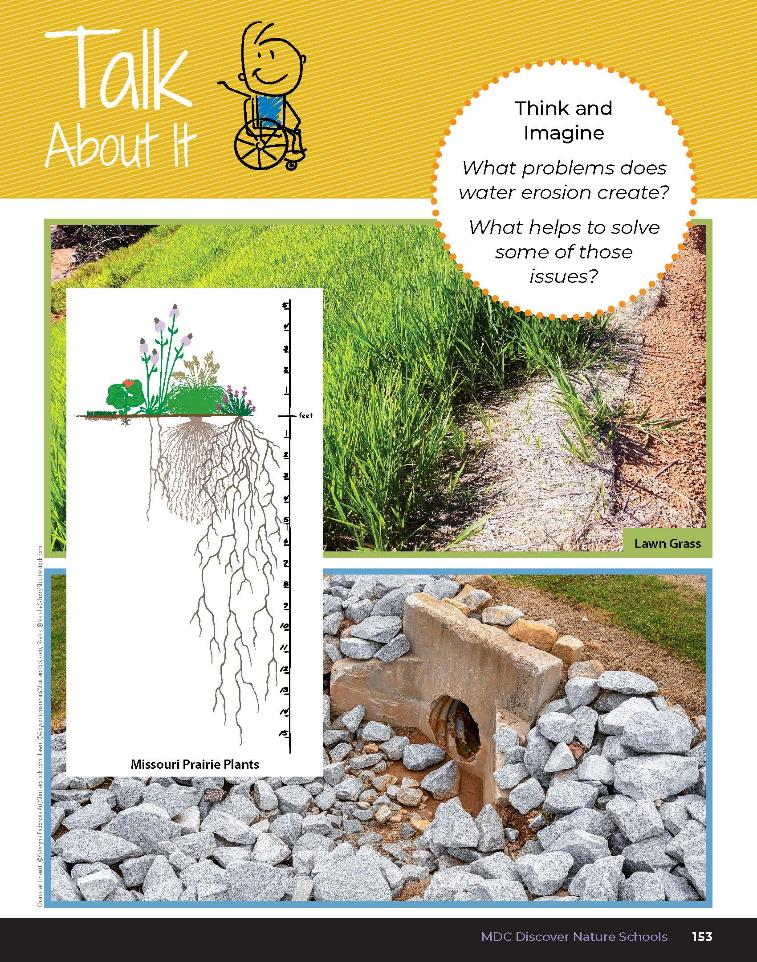 Talk
About It
Think and
Imagine
What problems does
water erosion create?
What helps to solve
some of those
issues?
5
4
3
2
1
feet
1
2
3
4
5
6
7
8
9
10
11
12
13
14
15
Lawn Grass
Missouri Prairie Plants
MDC Discover Nature Schools 153